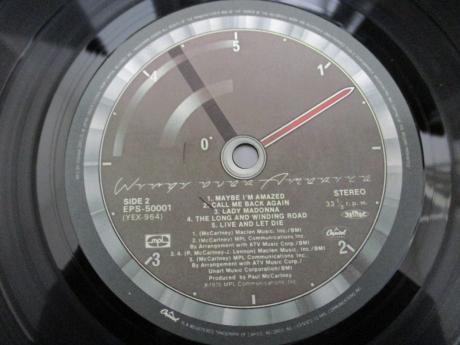 5
4
1
0
Wings Over America
SIDE 2
EPS-50001
(YEX-964)
STEREO
33 1/3 r.p.m.
1. MAYBE I'M AMAZED
2. CALL ME BACK AGAIN
3. LADY MADONNA
4. THE LONG AND WINDING ROAD
5. LIVE AND LET DIE
1. (McCartney) Maclen Music, Inc./BMI
2. (McCartney) MPL Communications Inc.
By Arrangement with ATV Music Corp./BMI
3. 4. (P. McCartney-J. Lennon) Maclen Music Inc./BMI
5. (McCartney) MPL Communications Inc.
By Arrangement with ATV Music Corp./
Unart Music Corporation/BMI
Produced by Paul McCartney
℗1976 MPL Communications, Inc.
mpl
Capitol
3
2
Capitol